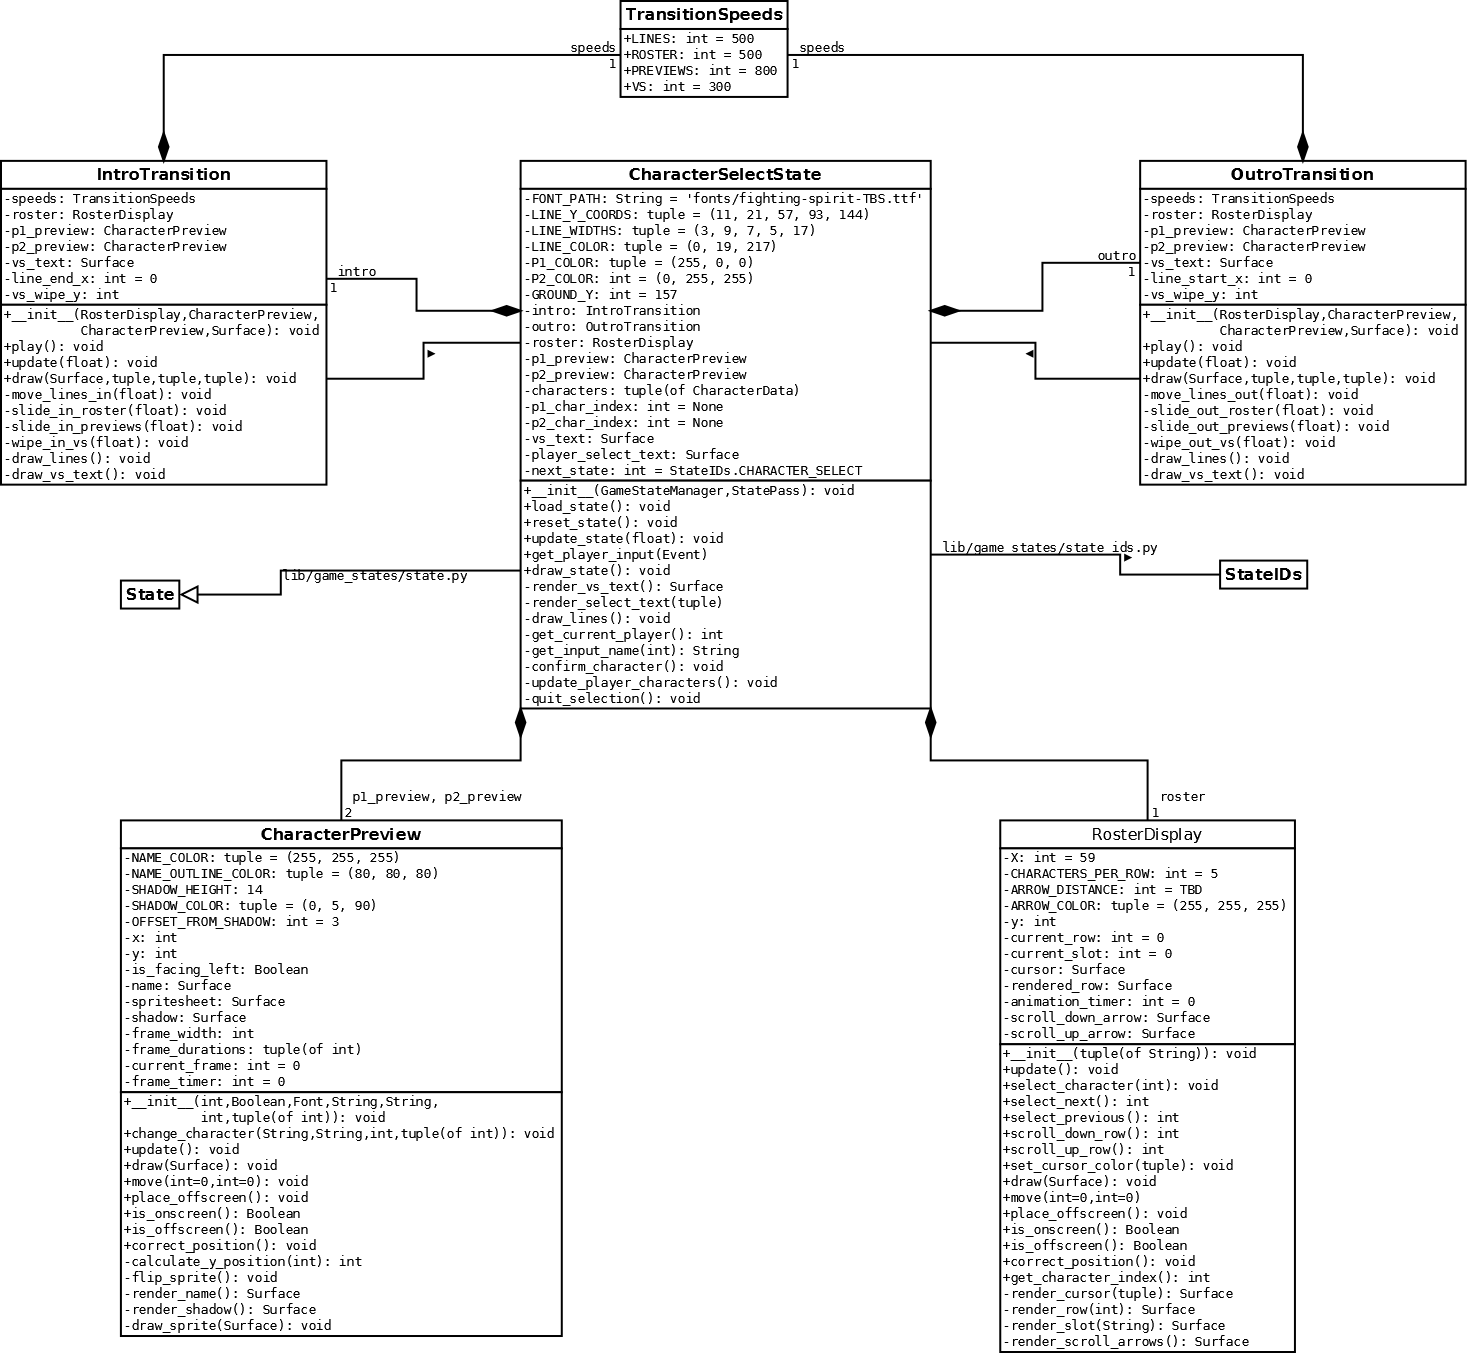 TransitionSpeeds
+LINES: int = 500
+ROSTER: int = 500
+PREVIEWS: int = 800
+VS: int = 300
speeds
1
speeds
1
IntroTransition
-speeds: TransitionSpeeds
-roster: RosterDisplay
-p1_preview: CharacterPreview
-p2_preview: CharacterPreview
-vs_text: Surface
-line_end_x: int = 0
-vs_wipe_y: int
+__init__(RosterDisplay,CharacterPreview,
CharacterPreview,Surface): void
+play(): void
+update(float): void
+draw(Surface,tuple,tuple,tuple): void
-move_lines_in(float): void
-slide_in_roster(float): void
-slide_in_previews(float): void
-wipe_in_vs(float): void
-draw_lines(): void
-draw_vs_text(): void
intro
1
CharacterSelectState
-FONT_PATH: String = 'fonts/fighting-spirit-TBS.ttf'
-LINE_Y_COORDS: tuple = (11, 21, 57, 93, 144)
-LINE_WIDTHS: tuple = (3, 9, 7, 5, 17)
-LINE_COLOR: tuple = (0, 19, 217)
-P1_COLOR: tuple = (255, 0, 0)
-P2_COLOR: int = (0, 255, 255)
-GROUND_Y: int = 157
-intro: IntroTransition
-outro: OutroTransition
-roster: RosterDisplay
-p1_preview: CharacterPreview
-p2_preview: CharacterPreview
-characters: tuple(of CharacterData)
-p1_char_index: int = None
-p2_char_index: int = None
-vs_text: Surface
-player_select_text: Surface
-next_state: int = StateIDs.CHARACTER_SELECT
+__init__(GameStateManager,StatePass): void
+load_state(): void
+reset_state(): void
+update_state(float): void
+get_player_input(Event)
+draw_state(): void
-render_vs_text(): Surface
-render_select_text(tuple)
-draw_lines(): void
-get_current_player(): int
-get_input_name(int): String
-confirm_character(): void
-update_player_characters(): void
-quit_selection(): void
outro
1
OutroTransition
-speeds: TransitionSpeeds
-roster: RosterDisplay
-p1_preview: CharacterPreview
-p2_preview: CharacterPreview
-vs_text: Surface
-line_start_x: int = 0
-vs_wipe_y: int
+__init__(RosterDisplay,CharacterPreview,
CharacterPreview,Surface): void
+play(): void
+update(float): void
+draw(Surface,tuple,tuple,tuple): void
-move_lines_out(float): void
-slide_out_roster(float): void
-slide_out_previews(float): void
-wipe_out_vs(float): void
-draw_lines(): void
-draw_vs_text(): void
State
lib/game_states/state.py
lib/game_states/state_ids.py
StateIDs
p1_preview, p2_preview
2
roster
1
CharacterPreview
-NAME_COLOR: tuple = (255, 255, 255)
-NAME_OUTLINE_COLOR: tuple = (80, 80, 80)
-SHADOW_HEIGHT: 14
-SHADOW_COLOR: tuple = (0, 5, 90)
-OFFSET_FROM_SHADOW: int = 3
-x: int
-y: int
-is_facing_left: Boolean
-name: Surface
-spritesheet: Surface
-shadow: Surface
-frame_width: int
-frame_durations: tuple(of int)
-current_frame: int = 0
-frame_timer: int = 0
+__init__(int,Boolean,Font,String,String,
int,tuple(of int)): void
+change_character(String,String,int,tuple(of int)): void
+update(): void
+draw(Surface): void
+move(int=0,int=0): void
+place_offscreen(): void
+is_onscreen(): Boolean
+is_offscreen(): Boolean
+correct_position(): void
-calculate_y_position(int): int
-flip_sprite(): void
-render_name(): Surface
-render_shadow(): Surface
-draw_sprite(Surface): void
RosterDisplay
-X: int = 59
-CHARACTERS_PER_ROW: int = 5
-ARROW_DISTANCE: int = TBD
-ARROW_COLOR: tuple = (255, 255, 255)
-y: int
-current_row: int = 0
-current_slot: int = 0
-cursor: Surface
-rendered_row: Surface
-animation_timer: int = 0
-scroll_down_arrow: Surface
-scroll_up_arrow: Surface
+__init__(tuple(of String)): void
+update(): void
+select_character(int): void
+select_next(): int
+select_previous(): int
+scroll_down_row(): int
+scroll_up_row(): int
+set_cursor_color(tuple): void
+draw(Surface): void
+move(int=0,int=0)
+place_offscreen(): void
+is_onscreen(): Boolean
+is_offscreen(): Boolean
+correct_position(): void
+get_character_index(): int
-render_cursor(tuple): Surface
-render_row(int): Surface
-render_slot(String): Surface
-render_scroll_arrows(): Surface